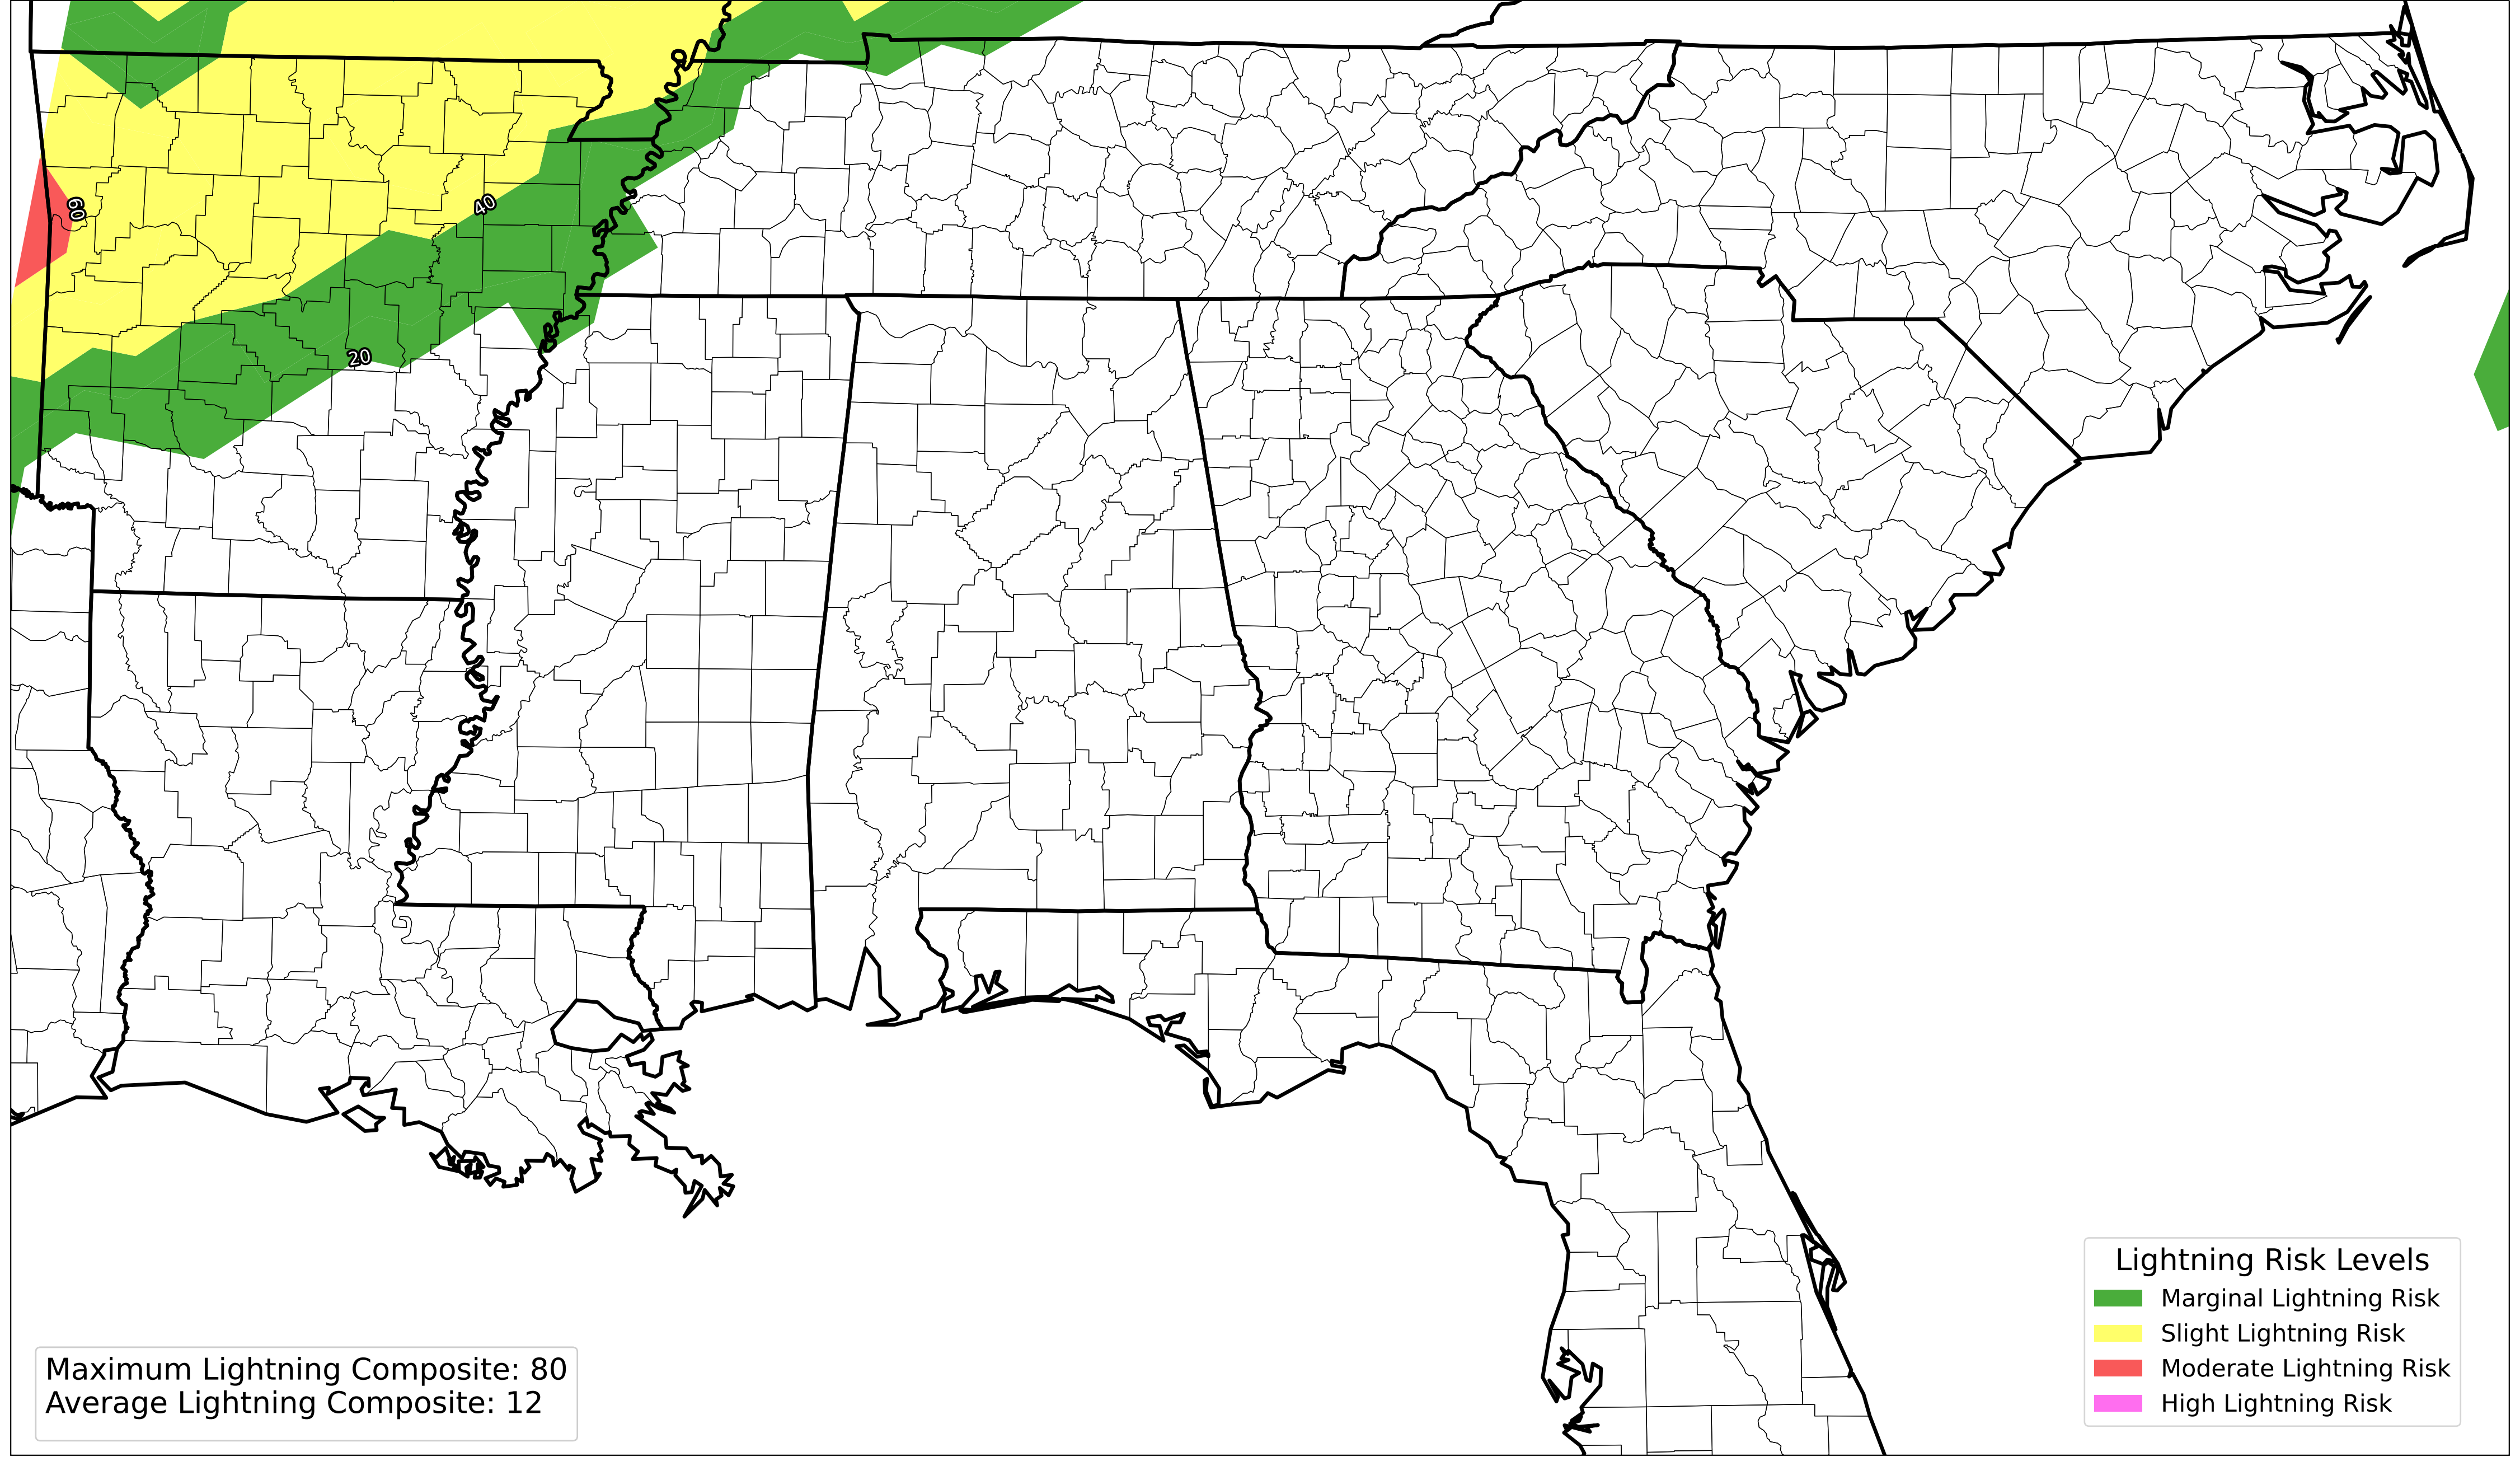 60
40
20
Lightning Risk Levels
Marginal Lightning Risk
Slight Lightning Risk
Moderate Lightning Risk
High Lightning Risk
Maximum Lightning Composite: 80
Average Lightning Composite: 12